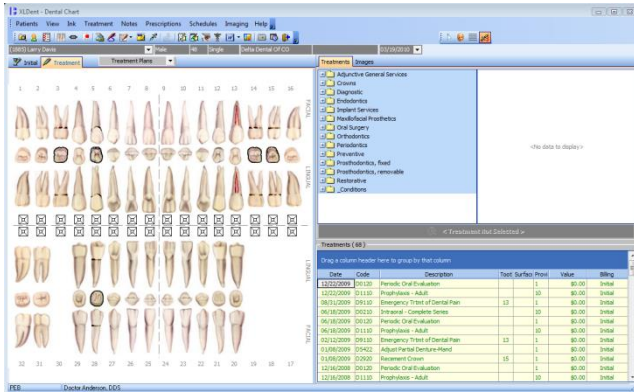 XLDent - Dental Chart
Patients View Ink Treatment Notes Prescriptions Schedules Imaging Help
(1885) Larry Davis Male 48 Single Delta Dental Of CO 03/19/2010
Initial Treatment Treatment Plans
Treatments Images
1 2 3 4 5 6 7 8 9 10 11 12 13 14 15 16
FACIAL
LINGUAL
LINGUAL
FACIAL
32 31 30 29 28 27 26 25 24 23 22 21 20 19 18 17
Adjunctive General Services
Crowns
Diagnostic
Endodontics
Implant Services
Maxillofacial Prosthetics
Oral Surgery
Orthodontics
Periodontics
Preventive
Prosthodontics, fixed
Prosthodontics, removable
Restorative
_Conditions
<No data to display>
< Treatment Not Selected >
Treatments ( 68 )
Drag a column header here to group by that column
Date Code Description Toot Surfac Provi Value Billing
12/22/2009 D0120 Periodic Oral Evaluation 1 $0.00 Initial
12/22/2009 D1110 Prophylaxis - Adult 10 $0.00 Initial
08/31/2009 D9110 Emergency Trtmt of Dental Pain 13 1 $0.00 Initial
06/18/2009 D0210 Intraoral - Complete Series 10 $0.00 Initial
06/18/2009 D0120 Periodic Oral Evaluation 1 $0.00 Initial
06/18/2009 D1110 Prophylaxis - Adult 10 $0.00 Initial
02/12/2009 D9110 Emergency Trtmt of Dental Pain 13 1 $0.00 Initial
01/08/2009 D5422 Adjust Partial Denture-Mand 1 $0.00 Initial
01/08/2009 D2920 Recement Crown 15 1 $0.00 Initial
12/16/2008 D0120 Periodic Oral Evaluation 1 $0.00 Initial
12/16/2008 D1110 Prophylaxis - Adult 10 $0.00 Initial
PEB Doctor Anderson, DDS